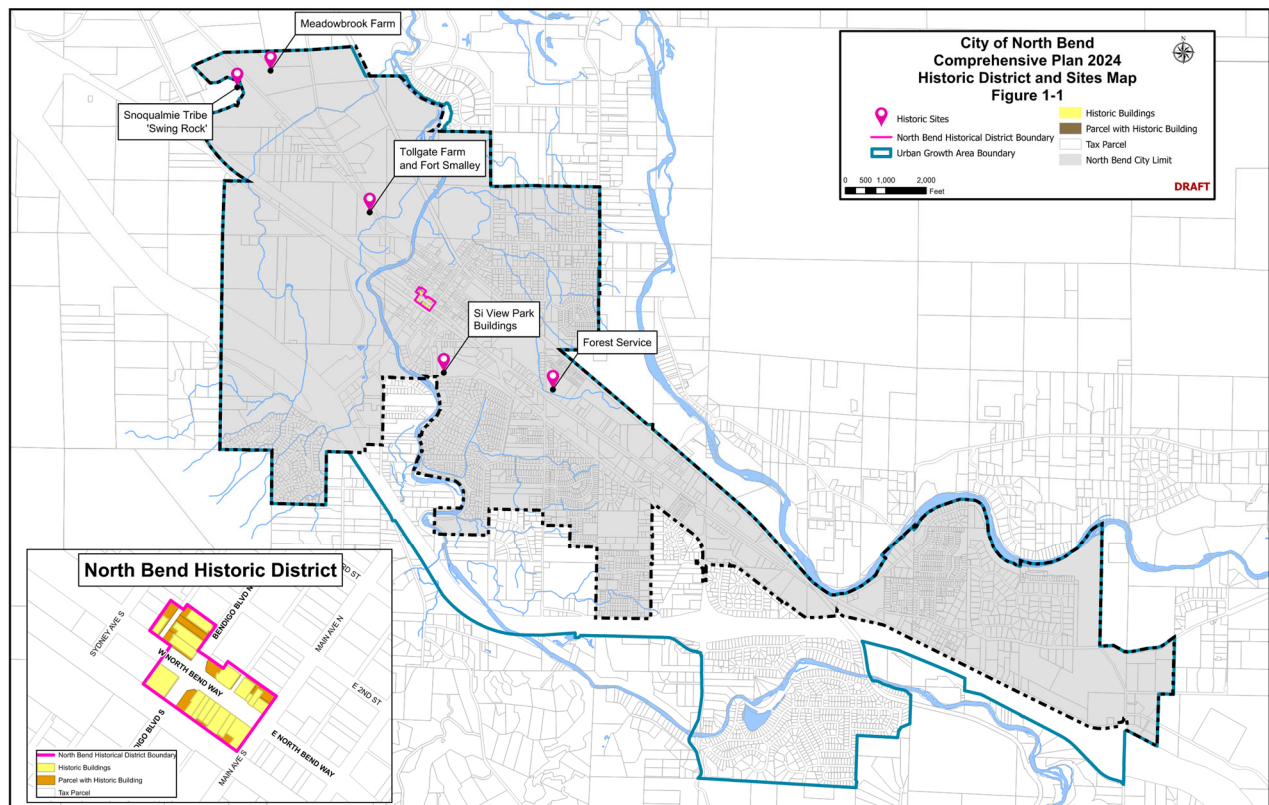 Meadowbrook Farm
Snoqualmie Tribe
'Swing Rock'
Tollgate Farm
and Fort Smalley
Si View Park
Buildings
Forest Service
City of North Bend
Comprehensive Plan 2024
Historic District and Sites Map
Figure 1-1
Historic Sites
North Bend Historical District Boundary
Urban Growth Area Boundary
Historic Buildings
Parcel with Historic Building
Tax Parcel
North Bend City Limit
0 500 1,000 2,000
Feet
DRAFT
North Bend Historic District
3RD ST
SYDNEY AVE S
BENDIGO BLVD N
MAIN AVE N
W NORTH BEND WAY
E 2ND ST
DIGO BLVD S
E NORTH BEND WAY
MAIN AVE S
North Bend Historical District Boundary
Historic Buildings
Parcel with Historic Building
Tax Parcel